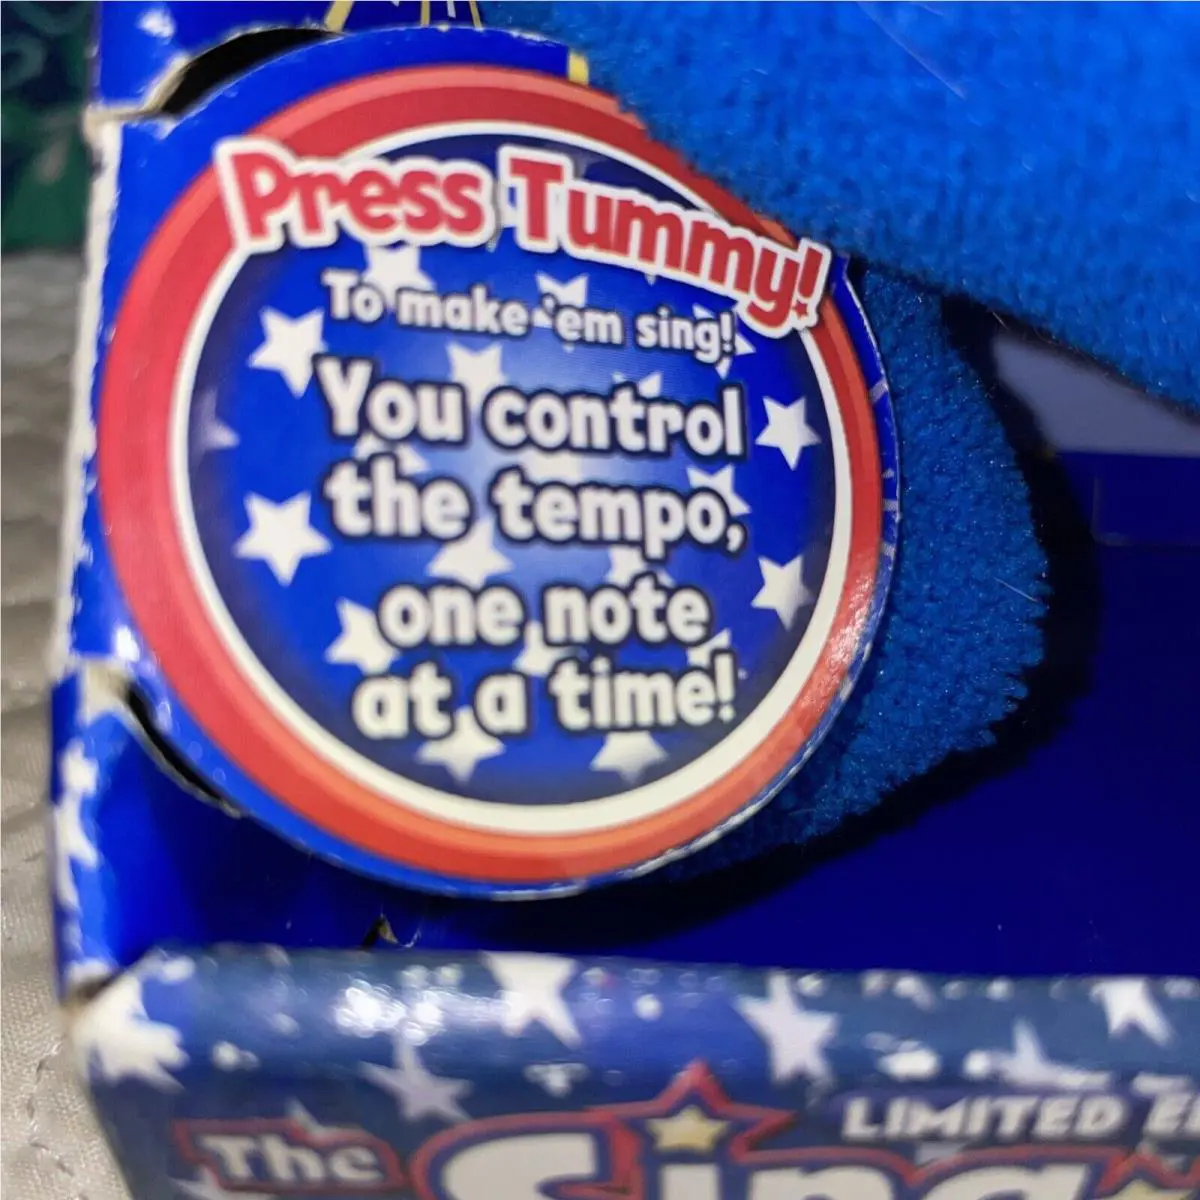 Press Tummy!
To make 'em sing!
You control
the tempo,
one note
at a time!
LIMITED
The